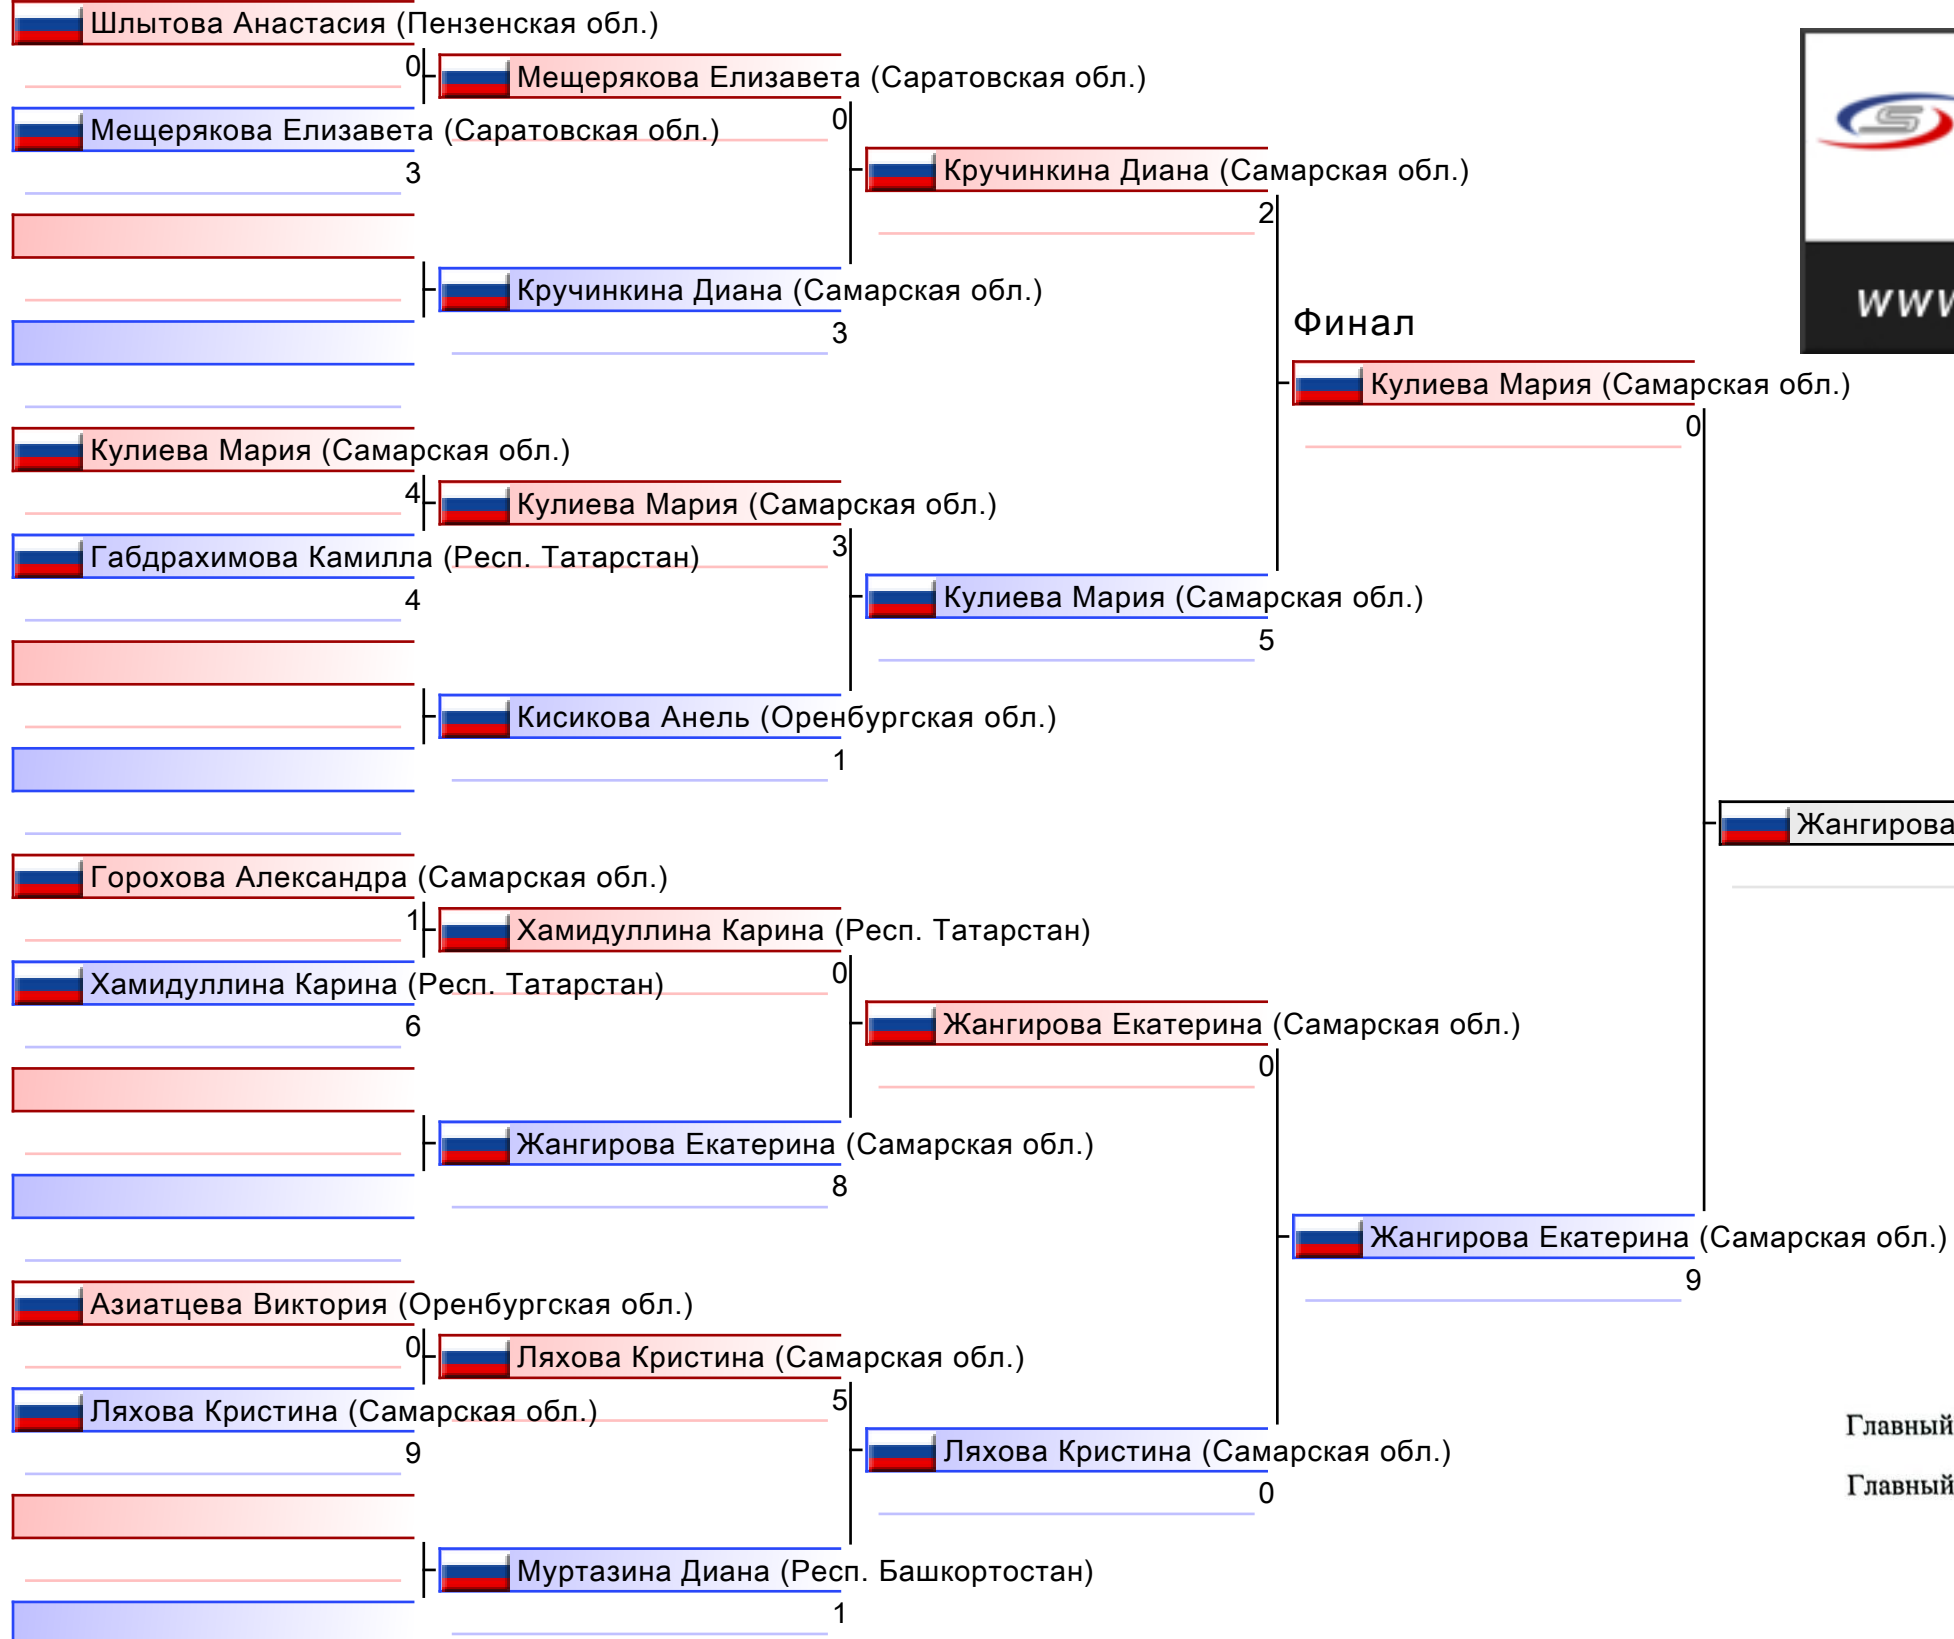 Шлытова Анастасия (Пензенская обл.)
0
Мещерякова Елизавета (Саратовская обл.)
Мещерякова Елизавета (Саратовская обл.)
3
0
Кручинкина Диана (Самарская обл.)
2
Кручинкина Диана (Самарская обл.)
3
Финал
Кулиева Мария (Самарская обл.)
0
Кулиева Мария (Самарская обл.)
4
Кулиева Мария (Самарская обл.)
Габдрахимова Камилла (Респ. Татарстан)
4
3
Кулиева Мария (Самарская обл.)
5
Кисикова Анель (Оренбургская обл.)
1
Жангирова
Горохова Александра (Самарская обл.)
1
Хамидуллина Карина (Респ. Татарстан)
Хамидуллина Карина (Респ. Татарстан)
6
0
Жангирова Екатерина (Самарская обл.)
0
Жангирова Екатерина (Самарская обл.)
8
Жангирова Екатерина (Самарская обл.)
9
Азиатцева Виктория (Оренбургская обл.)
0
Ляхова Кристина (Самарская обл.)
Ляхова Кристина (Самарская обл.)
9
5
Ляхова Кристина (Самарская обл.)
0
Муртазина Диана (Респ. Башкортостан)
1
Главный
Главный